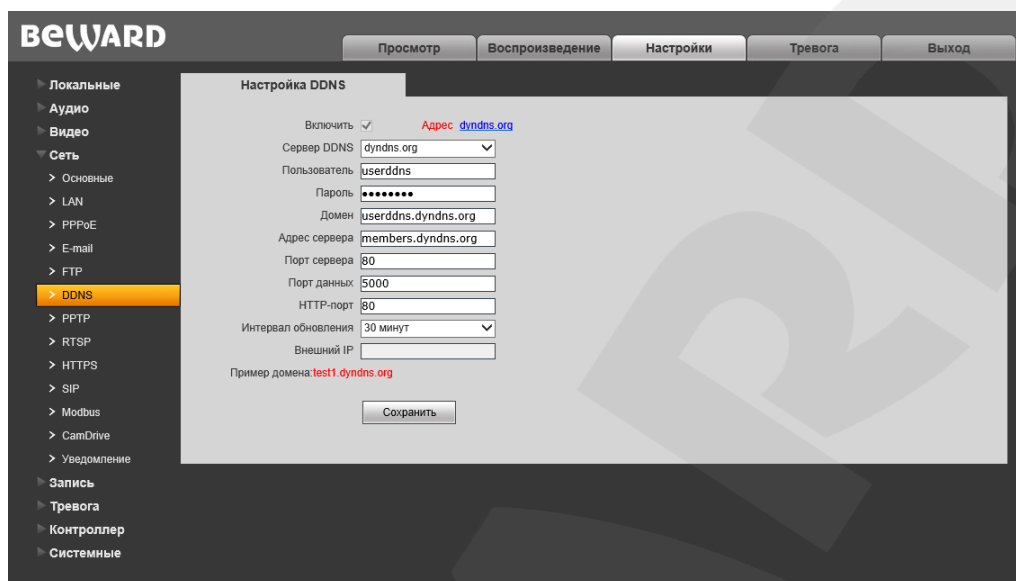 BEWARD
Просмотр
Воспроизведение
Настройки
Тревога
Выход
Локальные
Аудио
Видео
Сеть
> Основные
> LAN
> PPPoE
> E-mail
> FTP
> DDNS
> PPTP
> RTSP
> HTTPS
> SIP
> Modbus
> CamDrive
> Уведомление
Запись
Тревога
Контроллер
Системные
Настройка DDNS
Включить Адрес dyndns.org
Сервер DDNS dyndns.org
Пользователь userddns
Пароль ••••••••
Домен userddns.dyndns.org
Адрес сервера members.dyndns.org
Порт сервера 80
Порт данных 5000
HTTP-порт 80
Интервал обновления 30 минут
Внешний IP
Пример домена:test1.dyndns.org
Сохранить